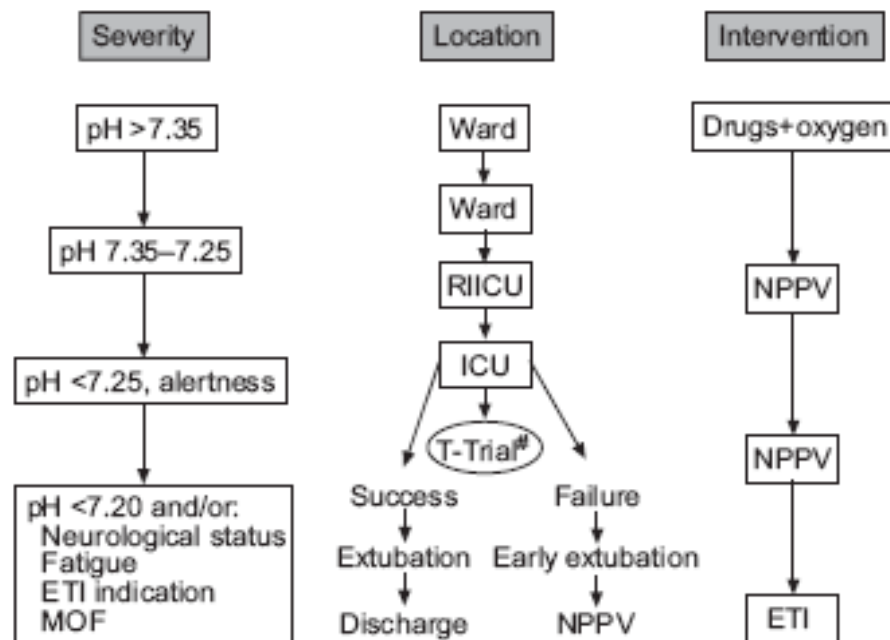 Severity
pH >7.35
pH 7.35–7.25
pH <7.25, alertness
pH <7.20 and/or:
Neurological status
Fatigue
ETI indication
MOF
Location
Ward
Ward
RIICU
ICU
T-Trial#
Success
Extubation
Discharge
Failure
Early extubation
NPPV
Intervention
Drugs+oxygen
NPPV
NPPV
ETI